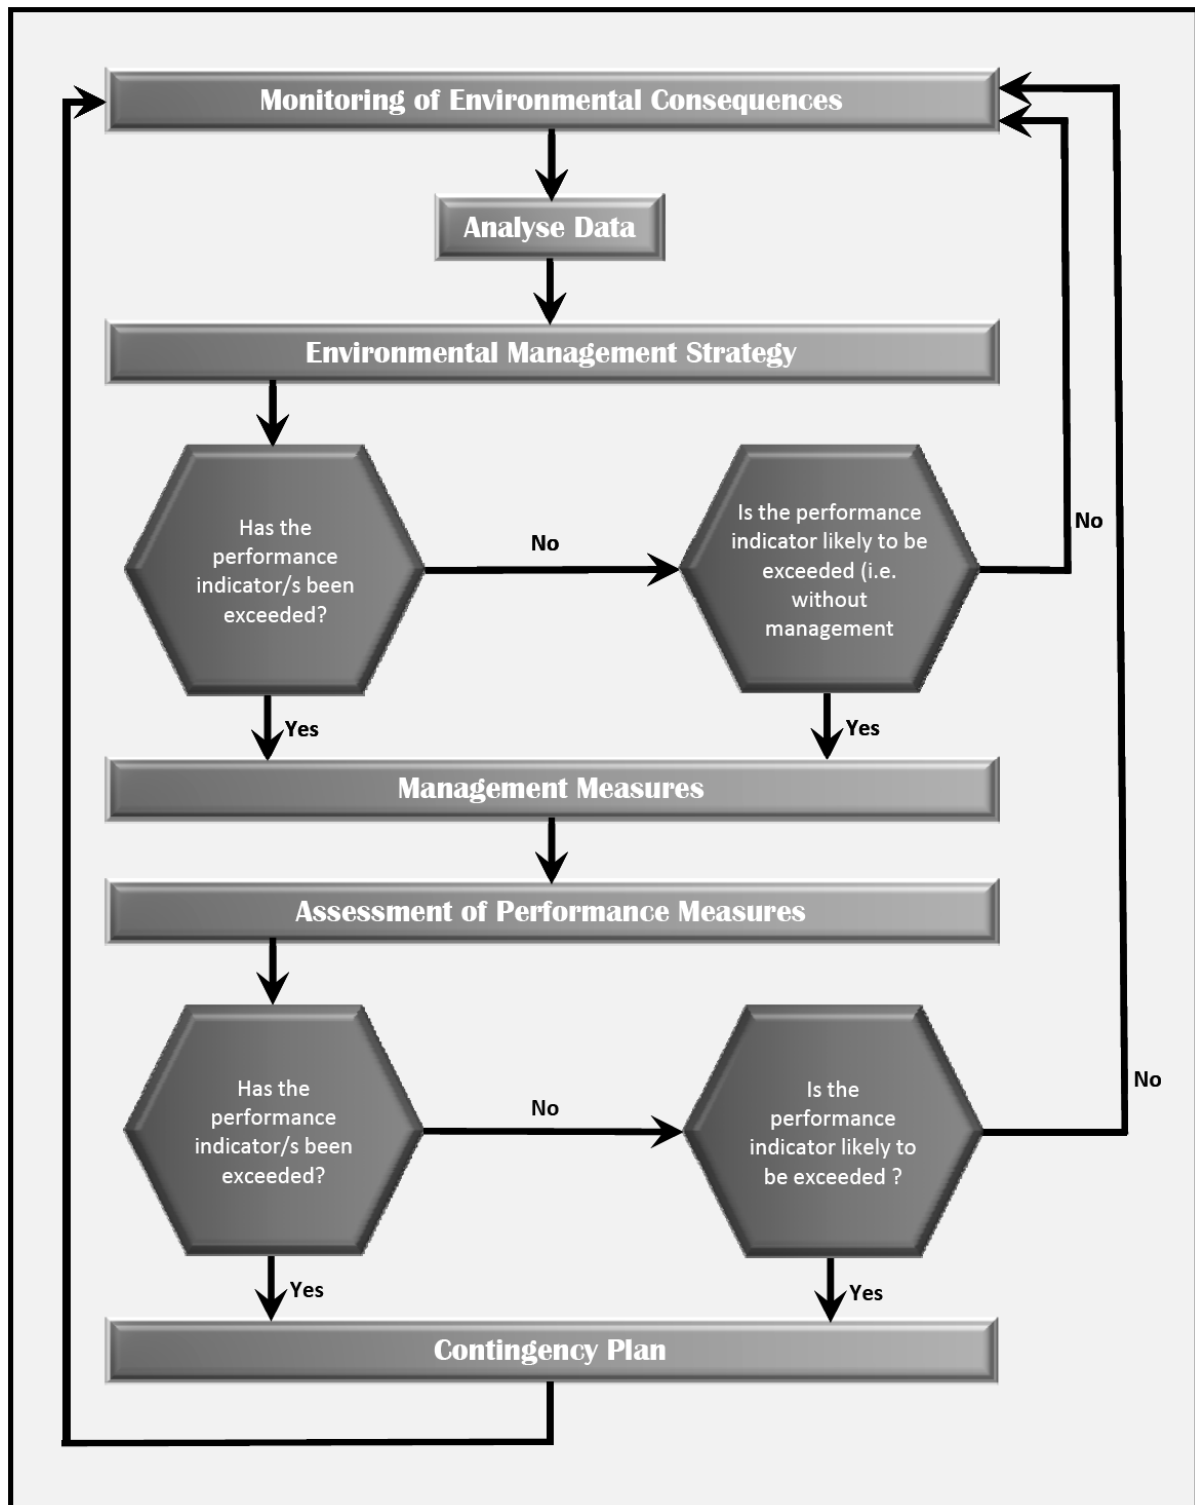 Monitoring of Environmental Consequences
Analyse Data
Environmental Management Strategy
Has the
performance
indicator/s been
exceeded?
No
Is the performance
indicator likely to be
exceeded (i.e.
without
management
No
Yes
Yes
Management Measures
Assessment of Performance Measures
Has the
performance
indicator/s been
exceeded?
No
Is the
performance
indicator likely to
be exceeded ?
No
Yes
Yes
Contingency Plan